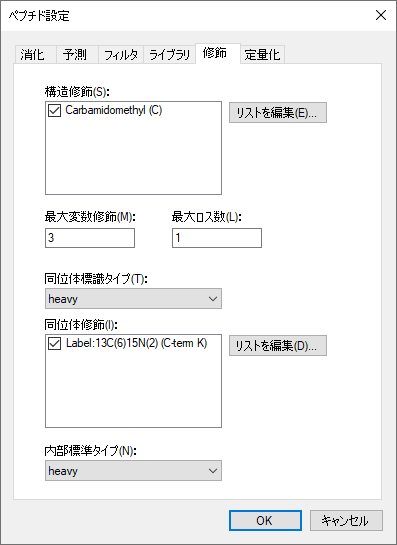 ペプチド設定
消化 予測 フィルタ ライブラリ 修飾 定量化
構造修飾(S):
Carbamidomethyl (C)
リストを編集(E)...
最大変数修飾(M): 最大ロス数(L):
3 1
同位体標識タイプ(T):
heavy
同位体修飾(I):
Label:13C(6)15N(2) (C-term K)
リストを編集(D)...
内部標準タイプ(N):
heavy
OK キャンセル